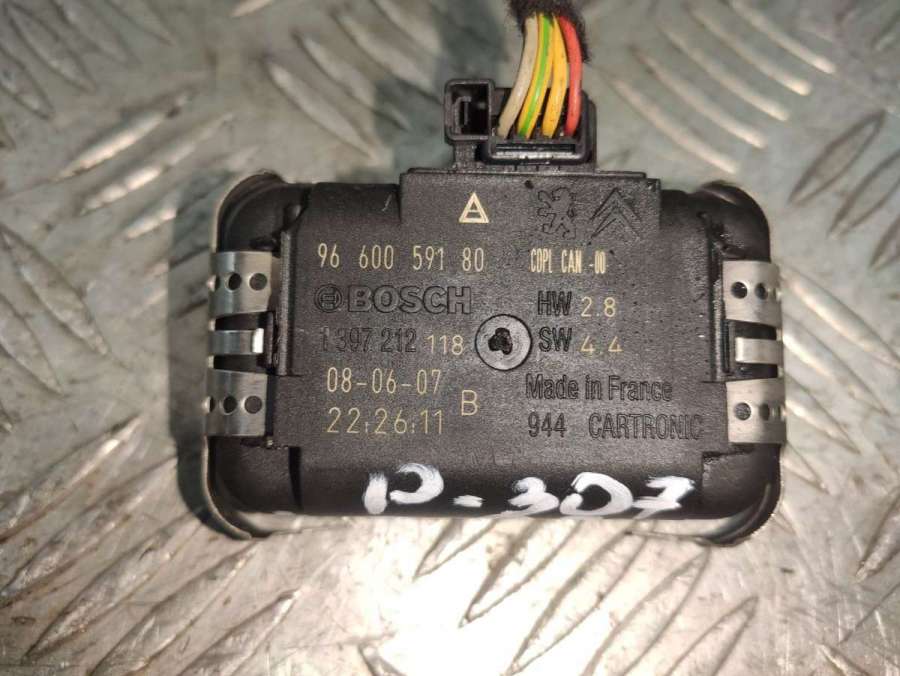 96 600 591 80 COPL CAN -00
BOSCH HW 2.8
1 397 212 118 SW 4.4
08-06-07 B Made in France
22:26:11 944 CARTRONIC
P-307